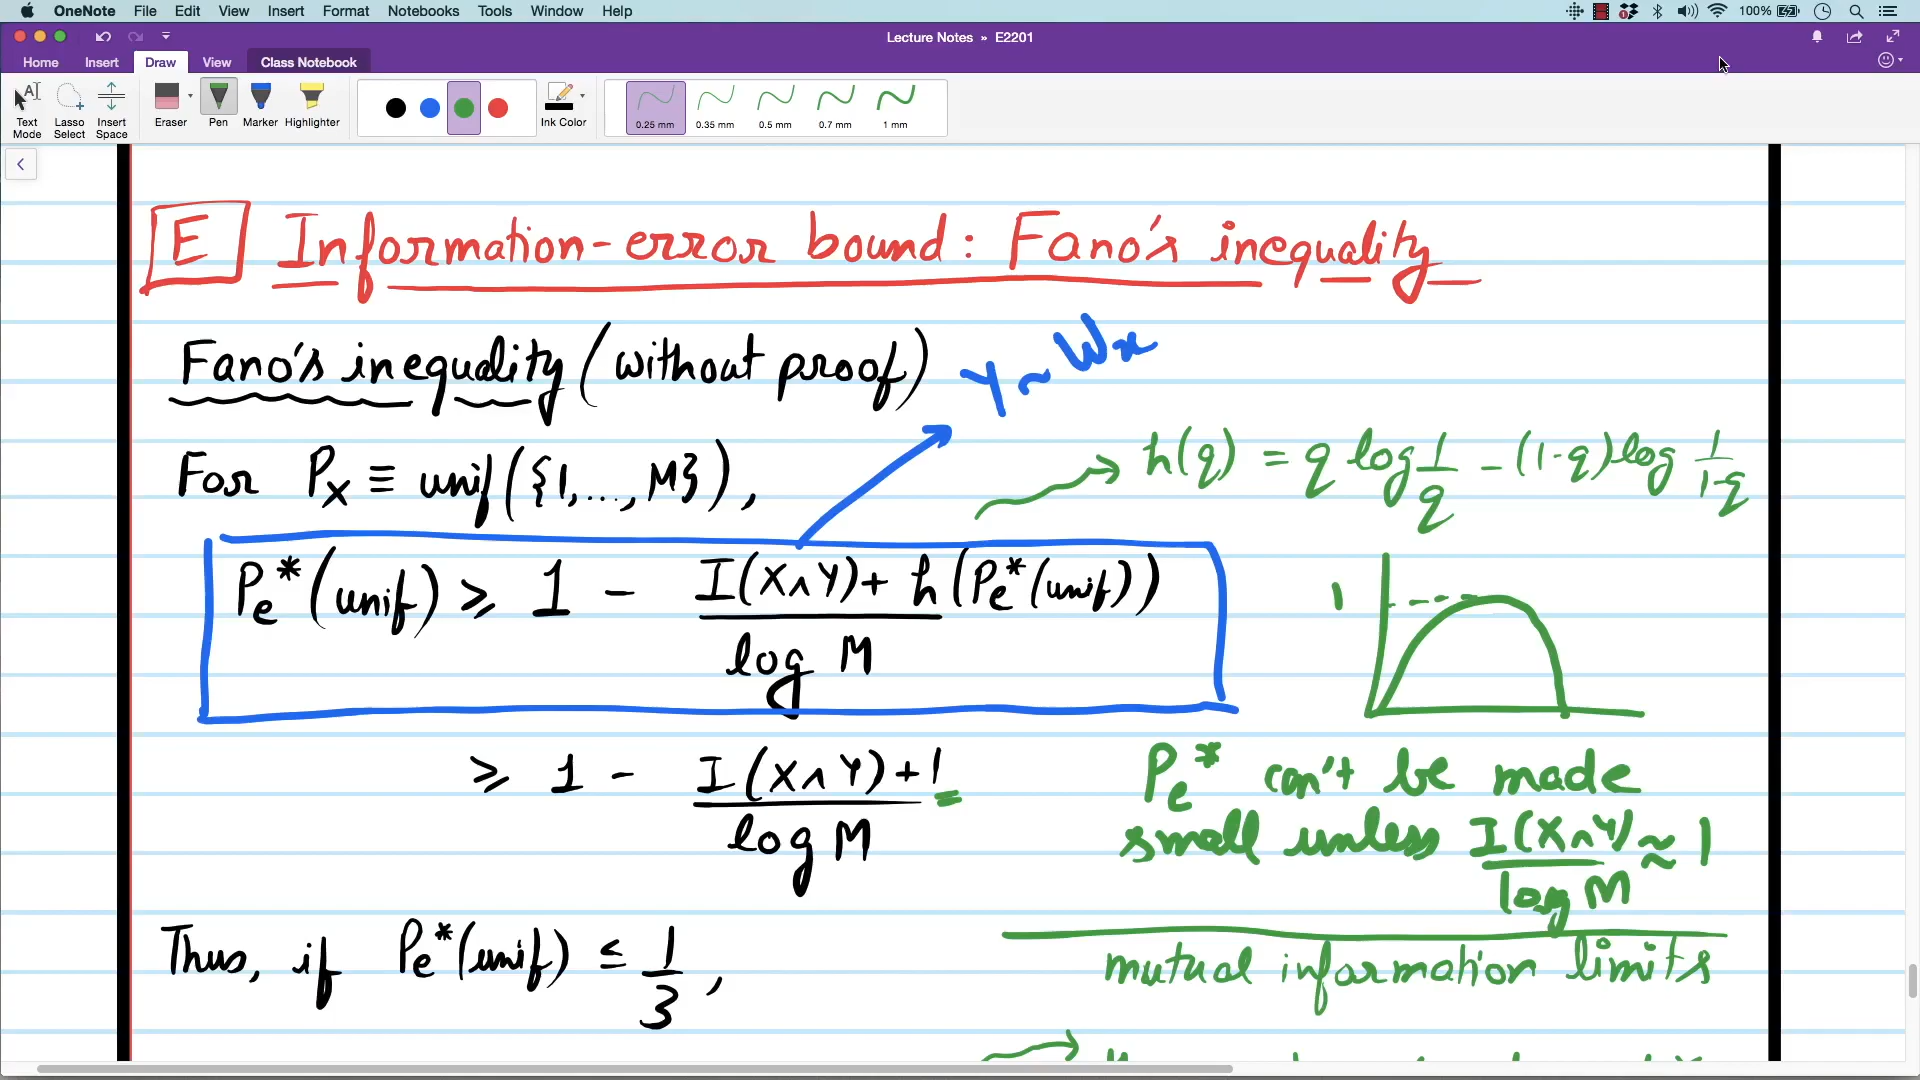 OneNote File Edit View Insert Format Notebooks Tools Window Help 100%
Lecture Notes » E2201
Home Insert Draw View Class Notebook
Text Mode Lasso Select Insert Space Eraser Pen Marker Highlighter Ink Color 0.25 mm 0.35 mm 0.5 mm 0.7 mm 1 mm
E Information-error bound: Fano's inequality
Fano's inequality (without proof)
Y ~ Wx
For Px ≡ unif({1,..., M}),
h(q) = q log 1/q - (1-q) log 1/1-q
Pe*(unif) ≥ 1 - I(X∧Y) + h(Pe*(unif)) / log M
1
≥ 1 - I(X∧Y)+1 / log M
Pe* can't be made
small unless I(X∧Y) / log M ≈ 1
Thus, if Pe*(unif) ≤ 1/3,
mutual information limits